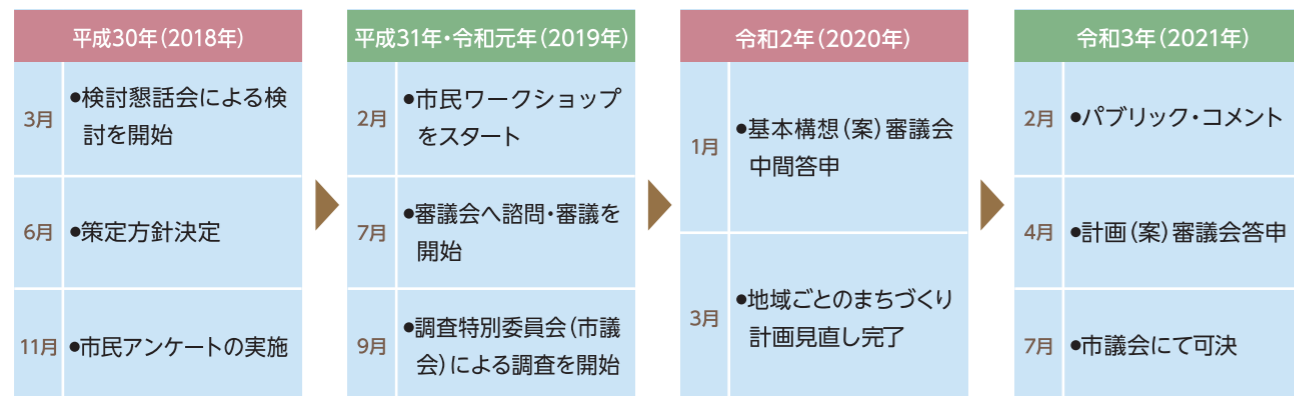 平成30年（2018年）
3月
●検討懇話会による検
討を開始
6月
●策定方針決定
11月
●市民アンケートの実施
平成31年・令和元年（2019年）
2月
●市民ワークショップ
をスタート
7月
●審議会へ諮問・審議を
開始
9月
●調査特別委員会（市議
会）による調査を開始
令和2年（2020年）
1月
●基本構想（案）審議会
中間答申
3月
●地域ごとのまちづくり
計画見直し完了
令和3年（2021年）
2月
●パブリック・コメント
4月
●計画（案）審議会答申
7月
●市議会にて可決